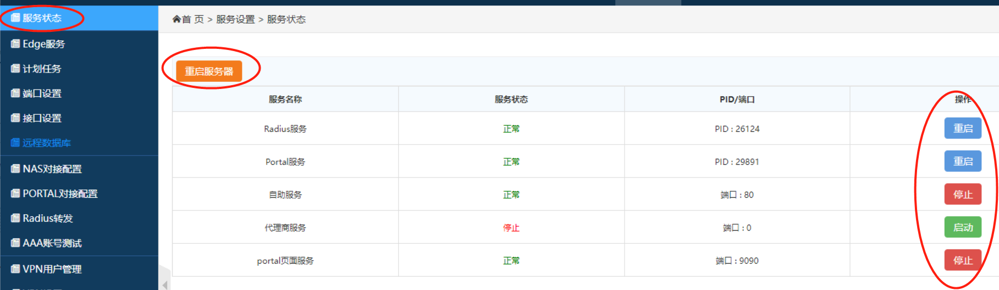 服务状态
Edge服务
计划任务
端口设置
接口设置
远程数据库
NAS对接配置
PORTAL对接配置
Radius转发
AAA账号测试
VPN用户管理
首 页 > 服务设置 > 服务状态
重启服务器
服务名称 服务状态 PID/端口 操作
Radius服务 正常 PID : 26124 重启
Portal服务 正常 PID : 29891 重启
自助服务 正常 端口 : 80 停止
代理商服务 停止 端口 : 0 启动
portal页面服务 正常 端口 : 9090 停止